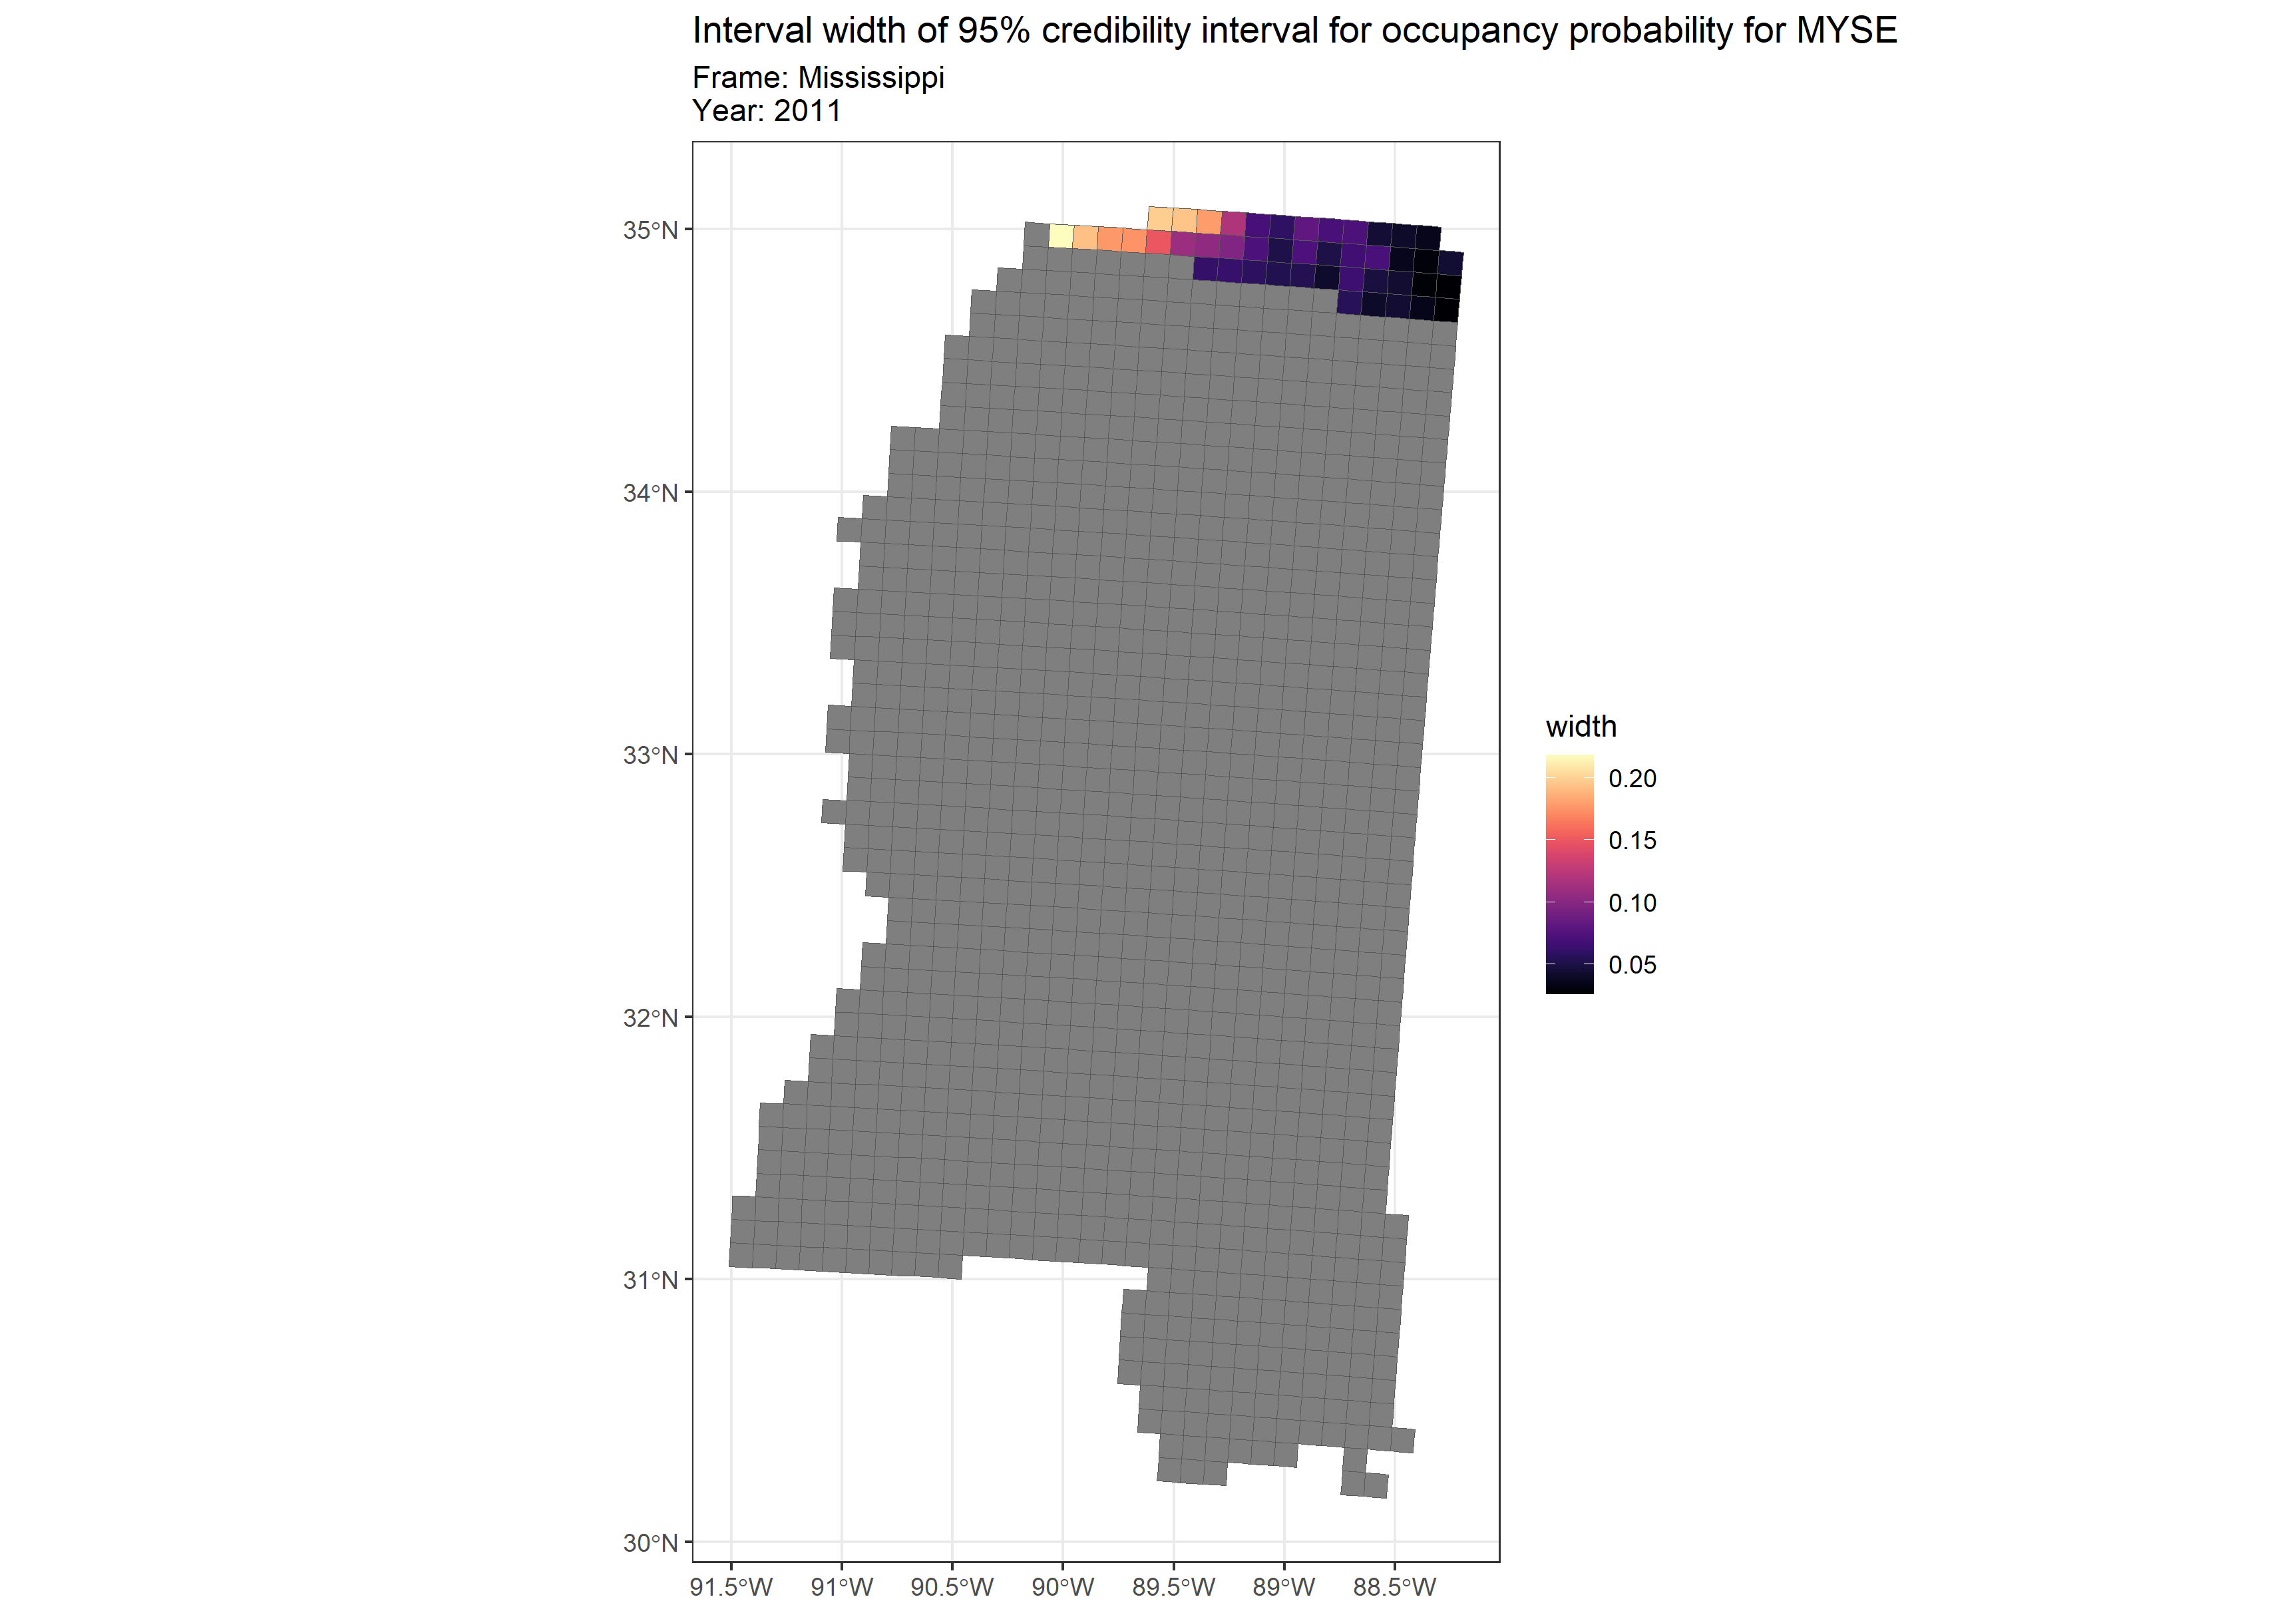 Interval width of 95% credibility interval for occupancy probability for MYSE
Frame: Mississippi
Year: 2011
35°N
34°N
33°N
32°N
31°N
30°N
91.5°W 91°W 90.5°W 90°W 89.5°W 89°W 88.5°W
width
0.20
0.15
0.10
0.05